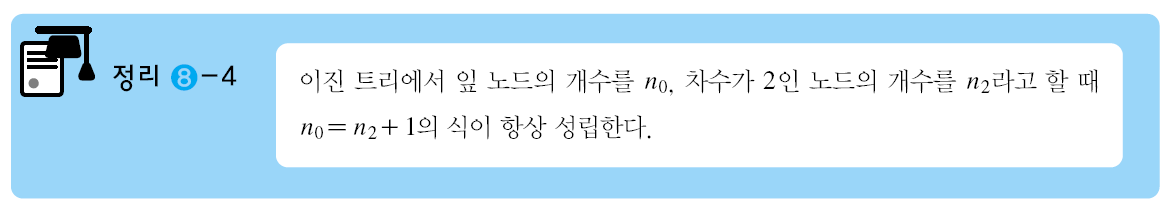 정리 8-4
이진 트리에서 잎 노드의 개수를 n₀, 차수가 2인 노드의 개수를 n₂라고 할 때
n₀=n₂+1의 식이 항상 성립한다.